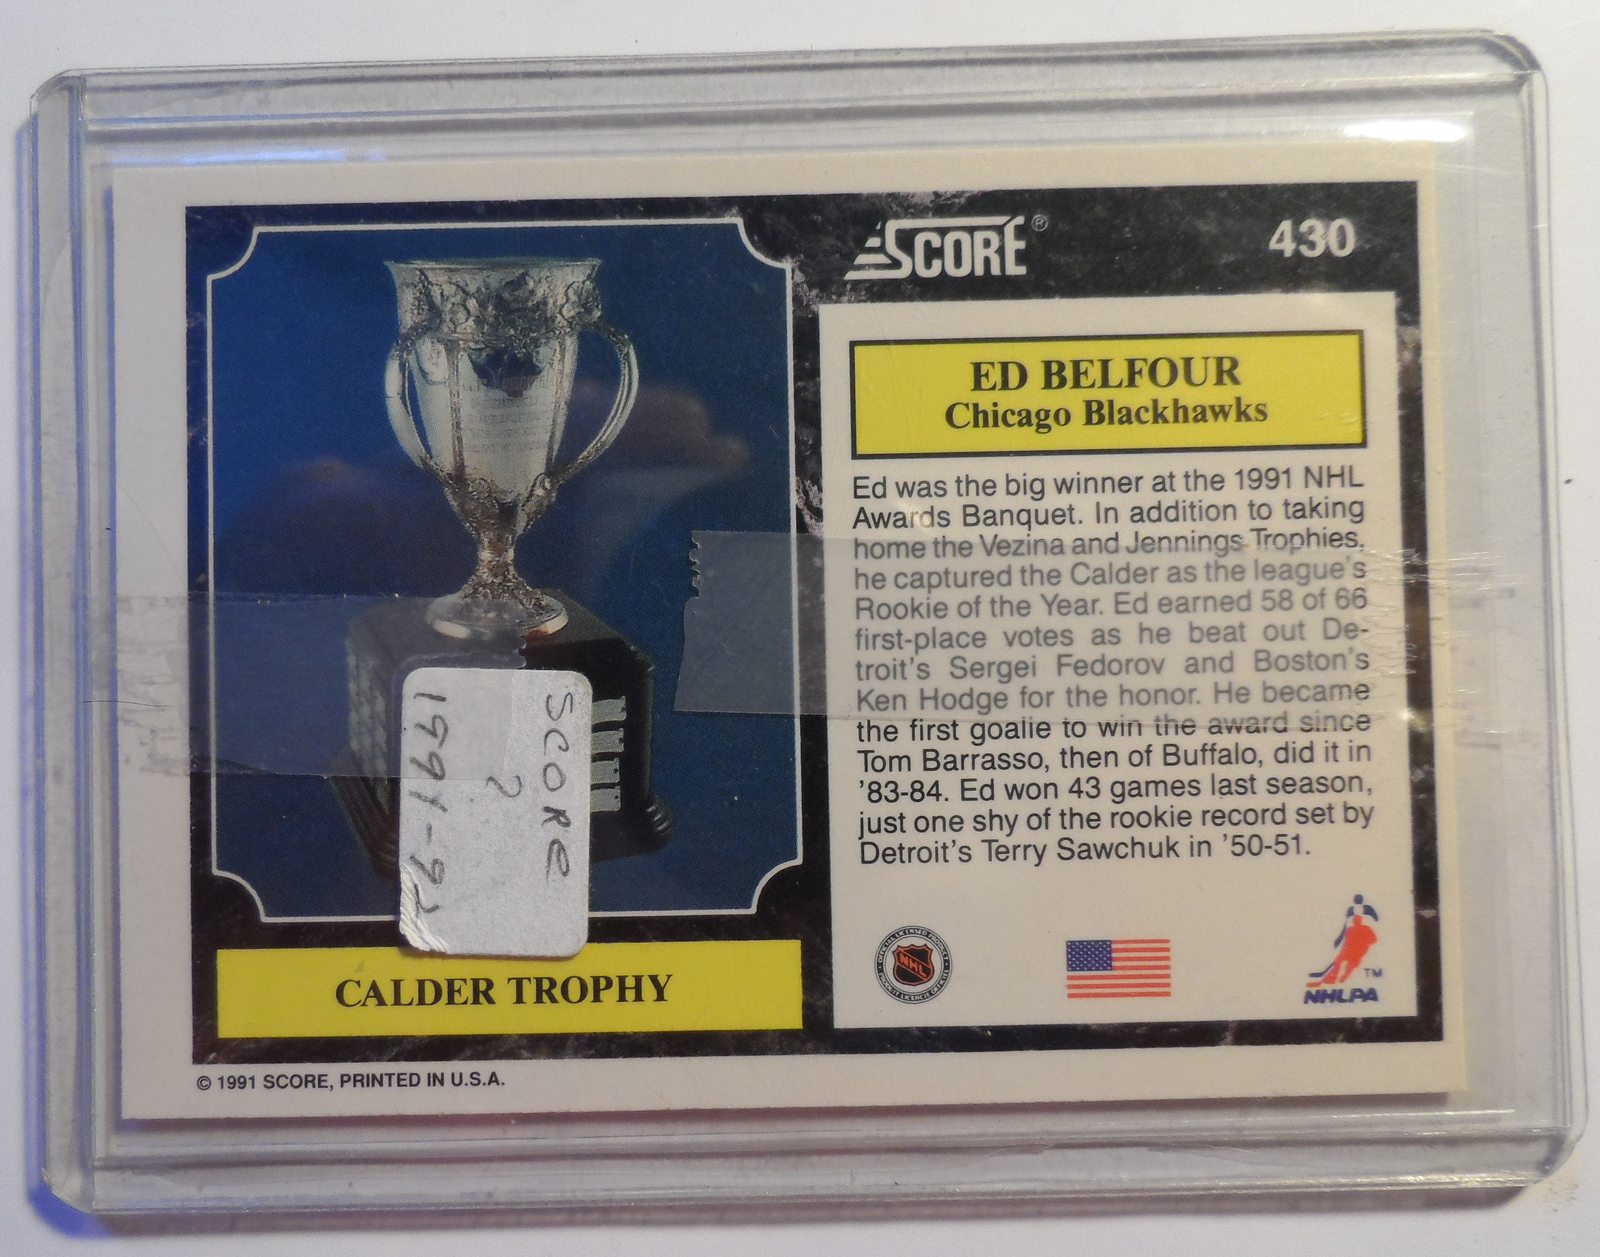 SCORE®
430
ED BELFOUR
Chicago Blackhawks
Ed was the big winner at the 1991 NHL
Awards Banquet. In addition to taking
home the Vezina and Jennings Trophies,
he captured the Calder as the league's
Rookie of the Year. Ed earned 58 of 66
first-place votes as he beat out De-
troit's Sergei Fedorov and Boston's
Ken Hodge for the honor. He became
the first goalie to win the award since
Tom Barrasso, then of Buffalo, did it in
'83-84. Ed won 43 games last season,
just one shy of the rookie record set by
Detroit's Terry Sawchuk in '50-51.
NHL
TM
NHLPA
SCORE
2
1991-92
CALDER TROPHY
© 1991 SCORE, PRINTED IN U.S.A.